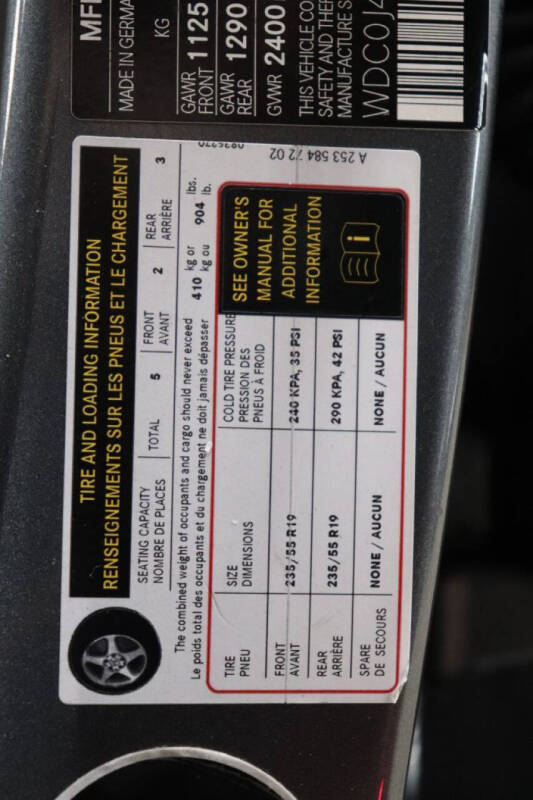 MADE IN GERMA
KG
GAWR
FRONT 1125
GAWR
REAR 1290
GVWR 2400
THIS VEHICLE CO
SAFETY AND THEF
MANUFACTURE S
WDC0J4
TIRE AND LOADING INFORMATION
RENSEIGNEMENTS SUR LES PNEUS ET LE CHARGEMENT
SEATING CAPACITY
NOMBRE DE PLACES
TOTAL 5
FRONT
AVANT 2
REAR
ARRIÈRE 3
The combined weight of occupants and cargo should never exceed
Le poids total des occupants et du chargement ne doit jamais dépasser
410 kg or
kg ou 904 lbs.
lb.
TIRE
PNEU
SIZE
DIMENSIONS
COLD TIRE PRESSURE
PRESSION DES
PNEUS À FROID
FRONT
AVANT
235/55 R19
240 KPA, 35 PSI
REAR
ARRIÈRE
235/55 R19
290 KPA, 42 PSI
SPARE
DE SECOURS
NONE / AUCUN
NONE / AUCUN
SEE OWNER'S
MANUAL FOR
ADDITIONAL
INFORMATION
A 253 584 72 02